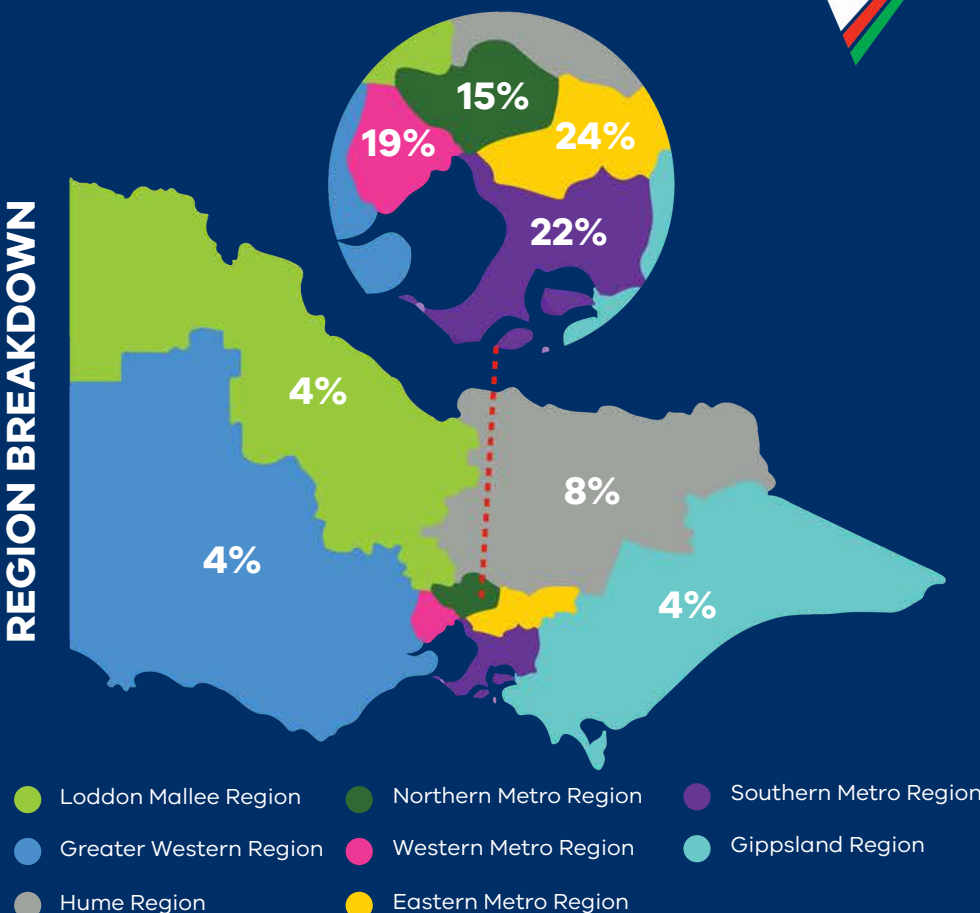 REGION BREAKDOWN
15%
19%
24%
22%
4%
8%
4%
4%
Loddon Mallee Region
Northern Metro Region
Southern Metro Region
Greater Western Region
Western Metro Region
Gippsland Region
Hume Region
Eastern Metro Region